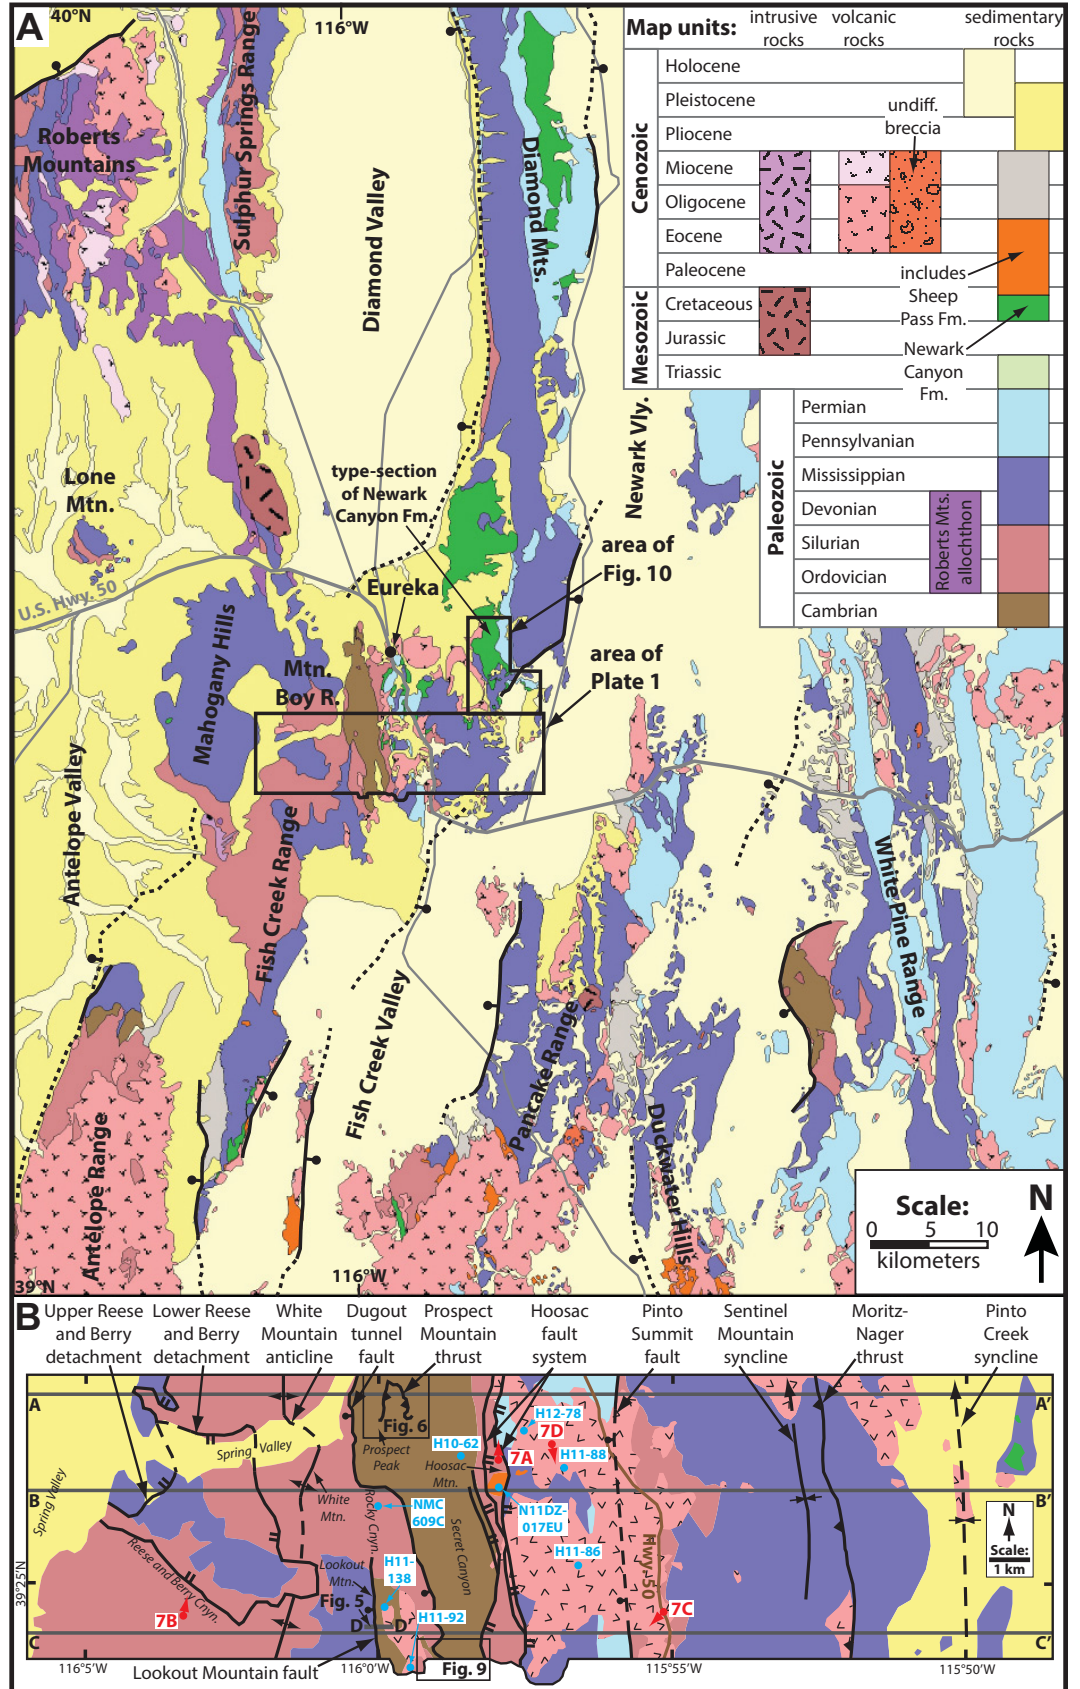 A
40°N
116°W
Map units:
intrusive
rocks
volcanic
rocks
sedimentary
rocks
Cenozoic
Holocene
Pleistocene
Pliocene
Miocene
Oligocene
Eocene
Paleocene
undiff.
breccia
includes
Sheep
Pass Fm.
Mesozoic
Cretaceous
Jurassic
Triassic
Newark
Canyon
Fm.
Paleozoic
Permian
Pennsylvanian
Mississippian
Devonian
Silurian
Ordovician
Cambrian
Roberts Mts.
allochthon
Roberts
Mountains
Sulphur Springs Range
Diamond Valley
Diamond Mts.
Newark Vly.
Lone
Mtn.
type-section
of Newark
Canyon Fm.
area of
Fig. 10
U.S. Hwy. 50
Eureka
Mahogany Hills
Mtn.
Boy R.
area of
Plate 1
Antelope Valley
Fish Creek Range
White Pine Range
Fish Creek Valley
Pancake Range
Duckwater Hills
Antelope Range
116°W
39°N
Scale:
0 5 10
kilometers
N
B
Upper Reese
and Berry
detachment
Lower Reese
and Berry
detachment
White
Mountain
anticline
Dugout
tunnel
fault
Prospect
Mountain
thrust
Hoosac
fault
system
Pinto
Summit
fault
Sentinel
Mountain
syncline
Moritz-
Nager
thrust
Pinto
Creek
syncline
A
A'
Fig. 6
H12-78
7D
Spring Valley
Prospect
Peak
H10-62
7A
H11-88
Hoosac
Mtn.
Spring Valley
B
B'
White
Mtn.
Rocky Cnyn.
NMC
609C
Secret Canyon
N11DZ-
017EU
N
Scale:
1 km
Reese and Berry Cnyn.
Lookout
Mtn.
H11-
138
H11-86
Hwy 50
39°25'N
Fig. 5
7B
H11-92
7C
D
D'
C
C'
116°5'W
Lookout Mountain fault
116°0'W
Fig. 9
115°55'W
115°50'W